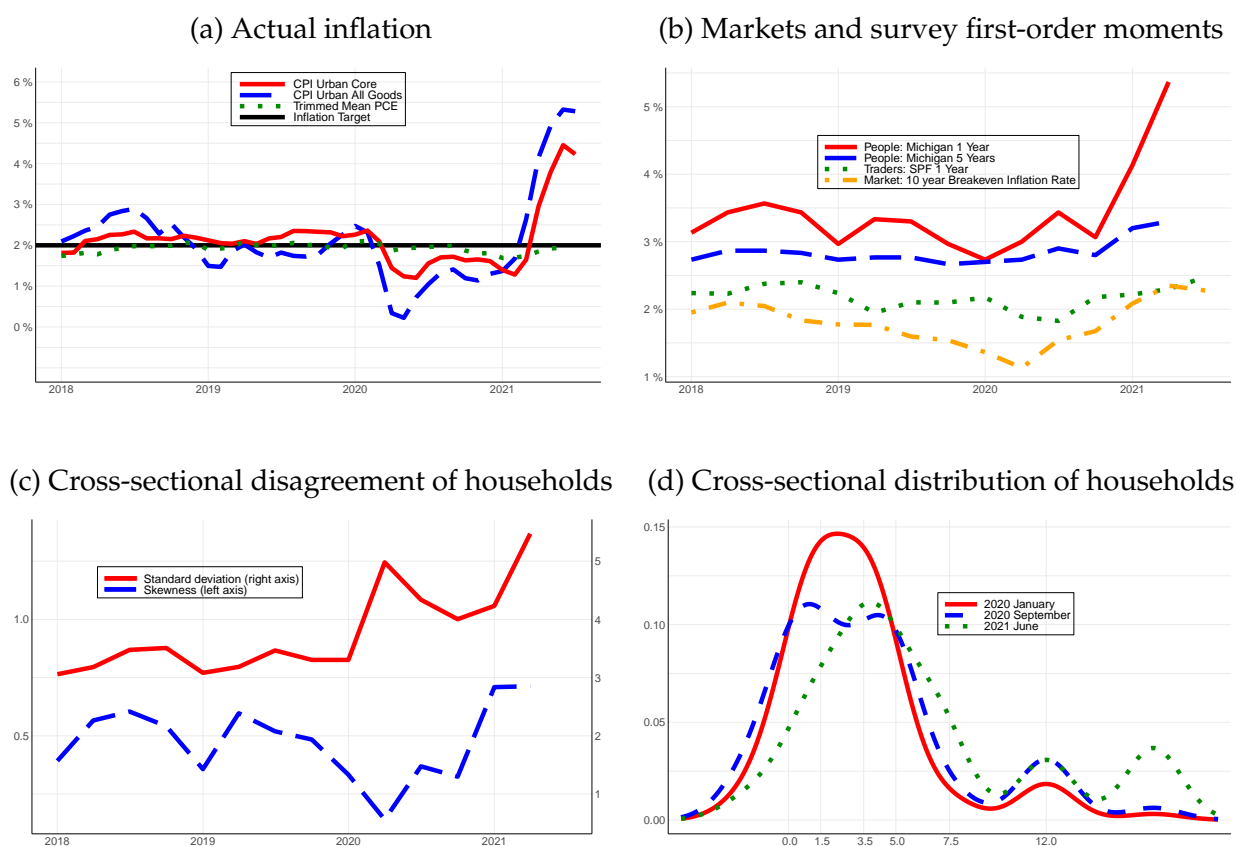 (a) Actual inflation
6 %
5 %
4 %
3 %
2 %
1 %
0 %
CPI Urban Core
CPI Urban All Goods
Trimmed Mean PCE
Inflation Target
2018 2019 2020 2021
(b) Markets and survey first-order moments
5 %
4 %
3 %
2 %
1 %
People: Michigan 1 Year
People: Michigan 5 Years
Traders: SPF 1 Year
Market: 10 year Breakeven Inflation Rate
2018 2019 2020 2021
(c) Cross-sectional disagreement of households
1.0
0.5
Standard deviation (right axis)
Skewness (left axis)
5
4
3
2
1
2018 2019 2020 2021
(d) Cross-sectional distribution of households
0.15
0.10
0.05
0.00
2020 January
2020 September
2021 June
0.0 1.5 3.5 5.0 7.5 12.0